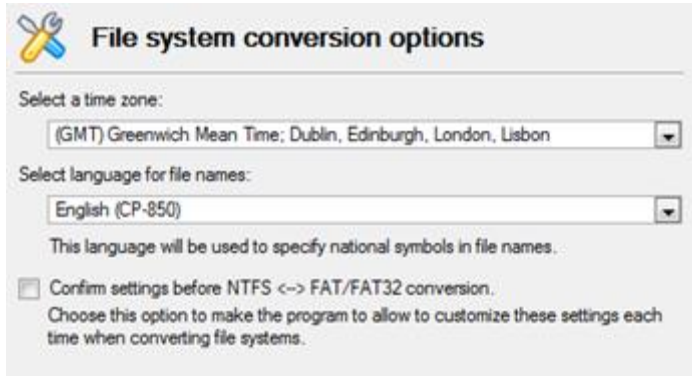 File system conversion options
Select a time zone:
(GMT) Greenwich Mean Time; Dublin, Edinburgh, London, Lisbon
Select language for file names:
English (CP-850)
This language will be used to specify national symbols in file names.
Confirm settings before NTFS <--> FAT/FAT32 conversion.
Choose this option to make the program to allow to customize these settings each
time when converting file systems.